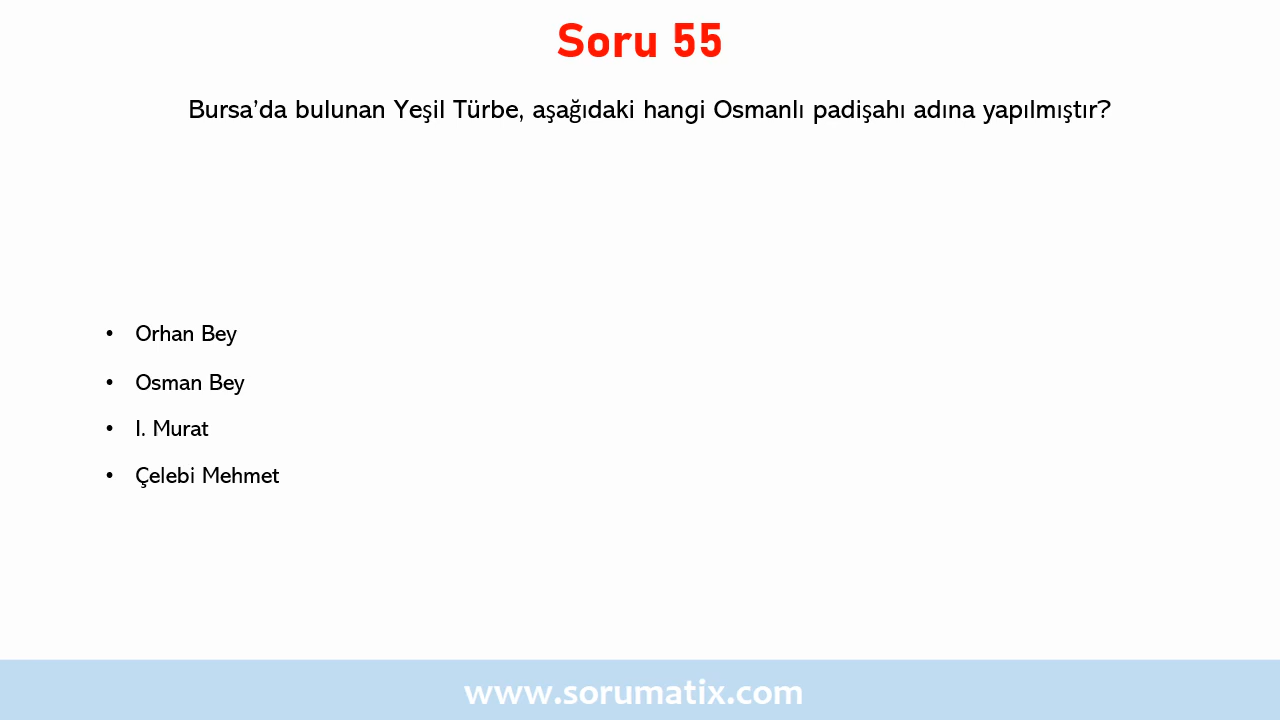 Soru 55
Bursa’da bulunan Yeşil Türbe, aşağıdaki hangi Osmanlı padişahı adına yapılmıştır?
• Orhan Bey
• Osman Bey
• I. Murat
• Çelebi Mehmet
www.sorumatix.com